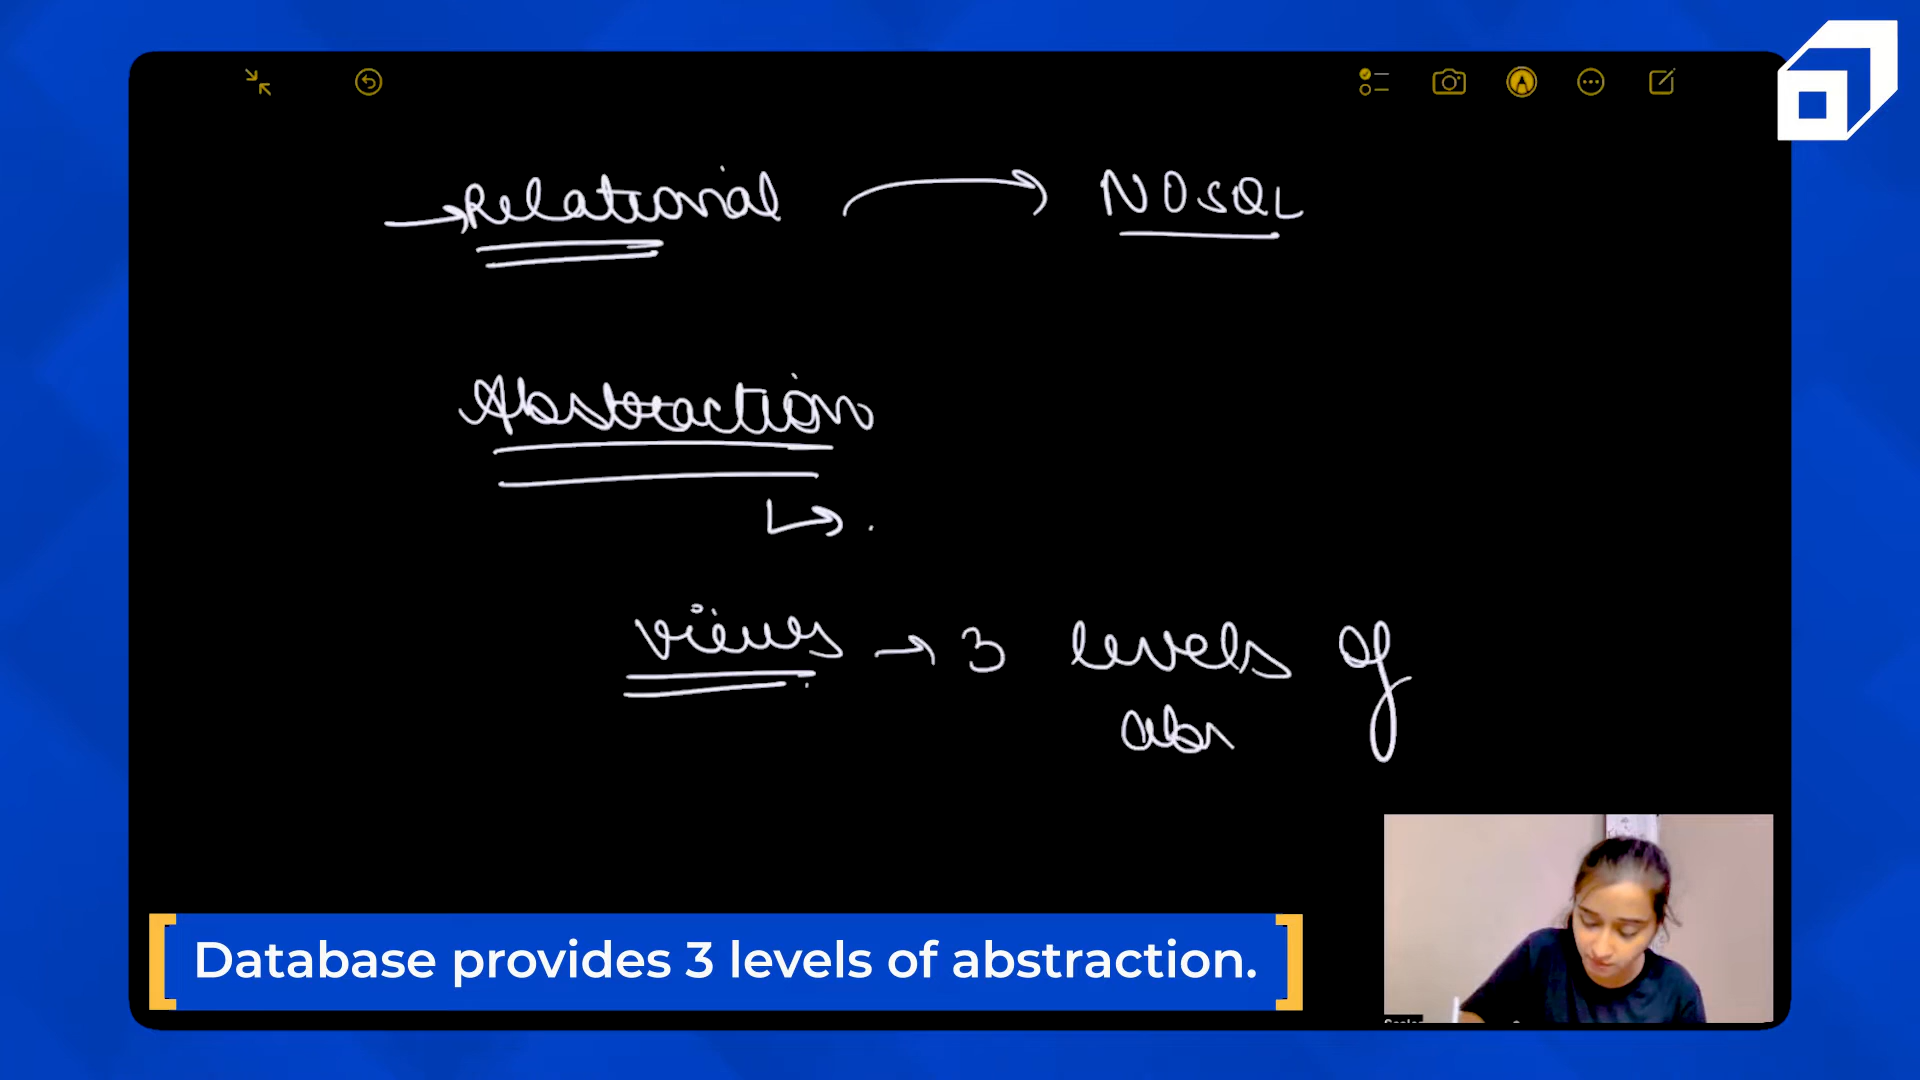 → Relational → NOSQL
Abstraction
↳ .
views → 3 levels of
abs
Database provides 3 levels of abstraction.